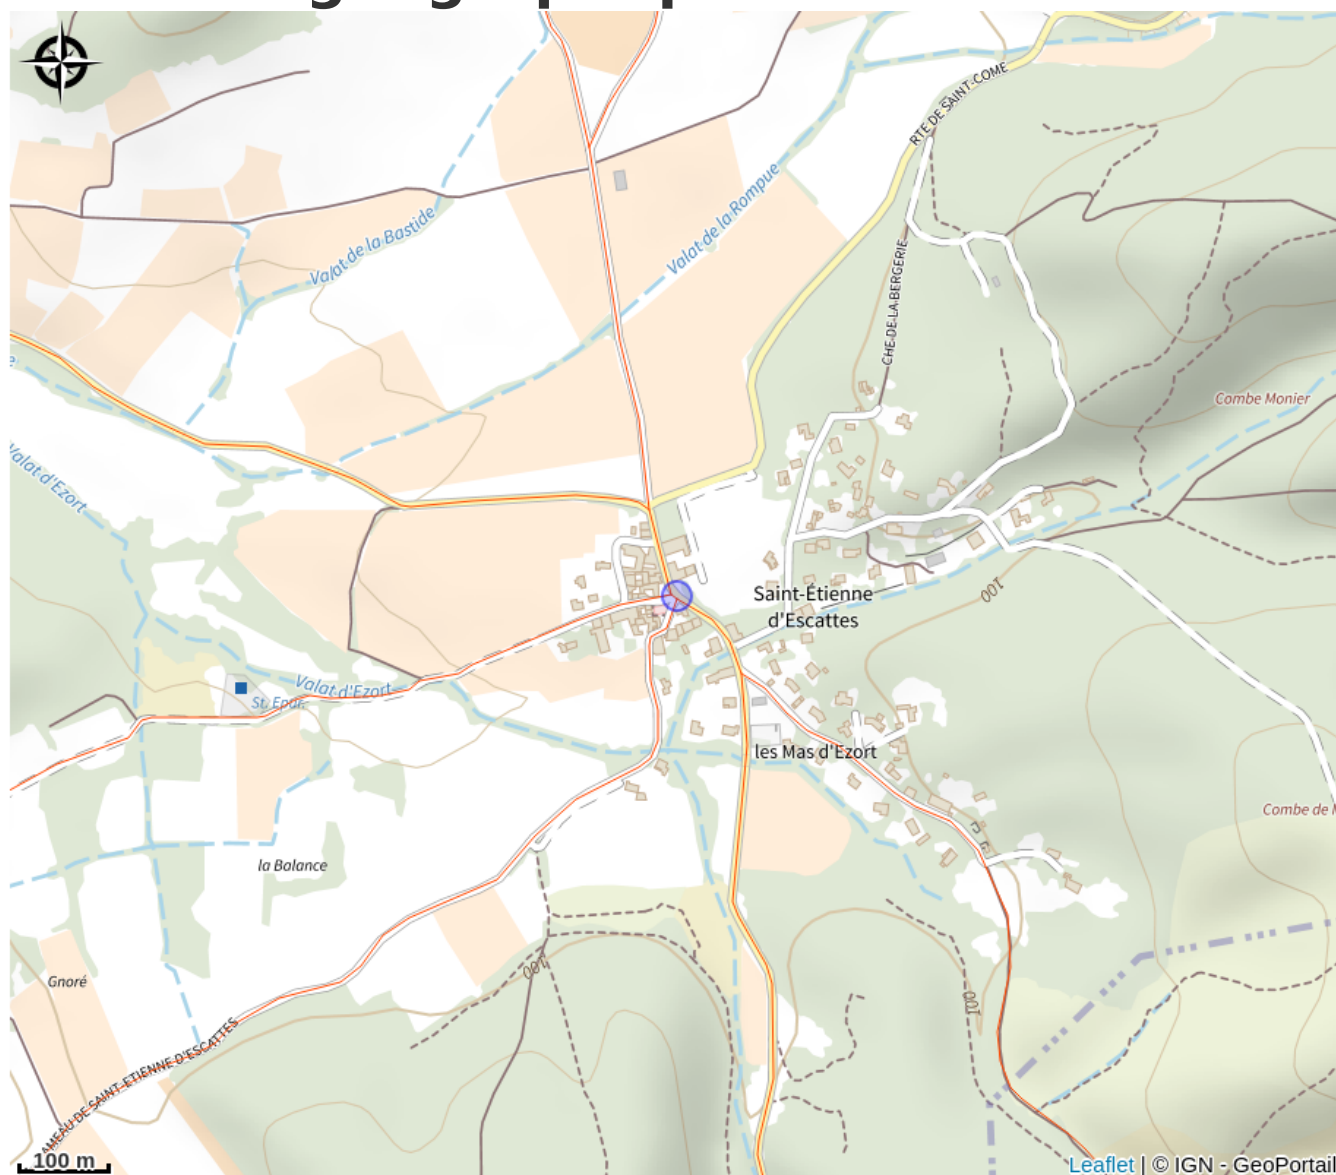 RTE DE SAINT-COME
Valat de la Rompue
Valat de la Bastide
CHE DE LA BERGERIE
Combe Monier
Valat d'Ezort
100
Saint-Étienne
d'Escattes
Valat d'Ezort
St. Epur.
les Mas d'Ezort
Combe de
la Balance
100
Gnoré
100
AMEAU DE SAINT-ETIENNE D'ESCATTES
100 m
Leaflet | © IGN - GeoPortail